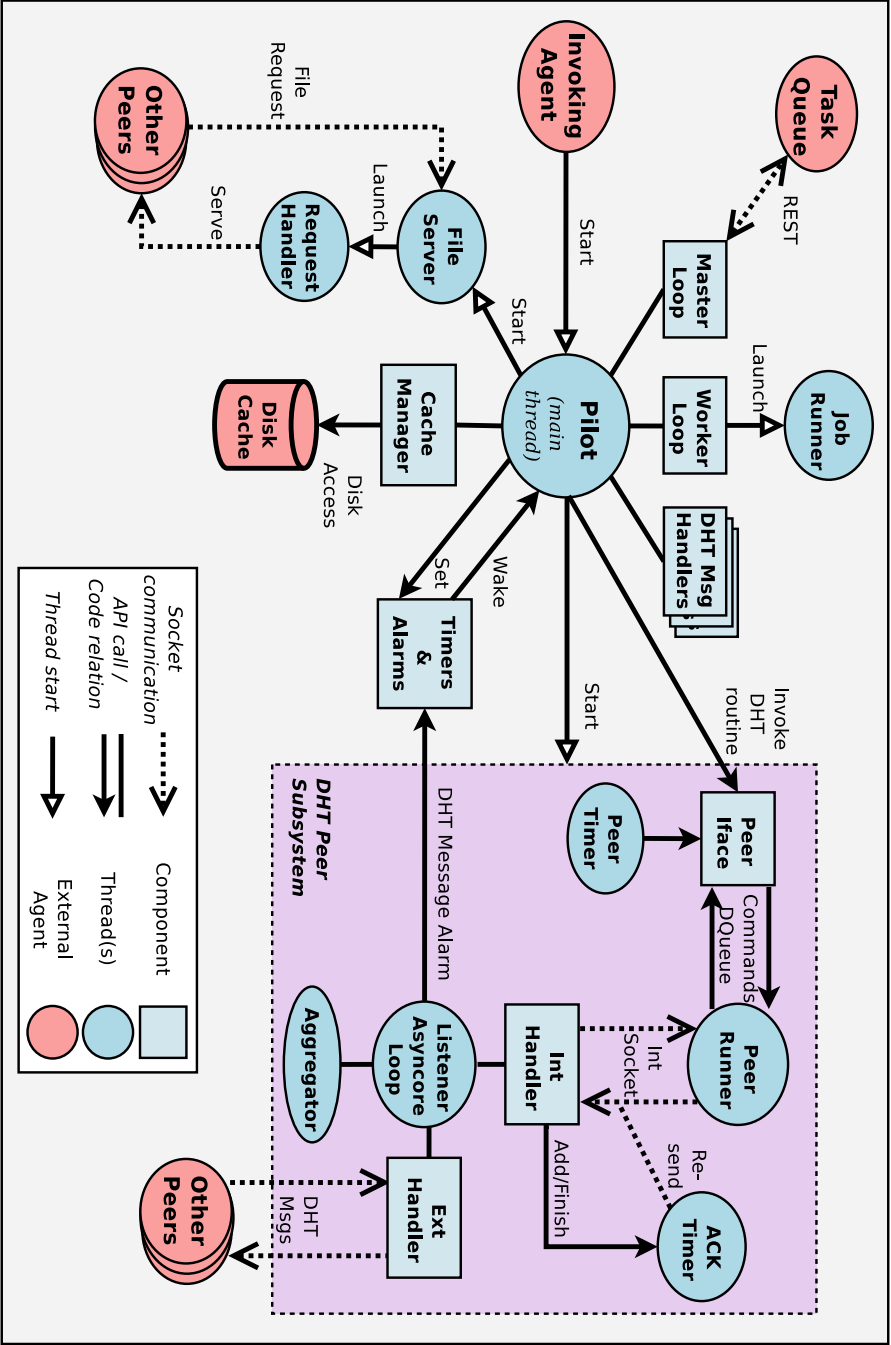 Task
Queue
REST
Master
Loop
Job
Runner
Launch
Worker
Loop
DHT Msg
Handlers
Invoking
Agent
Start
Pilot
(main
thread)
File
Request
Other
Peers
Launch
Serve
File
Server
Request
Handler
Start
Cache
Manager
Disk
Cache
Disk
Access
Set
Wake
Timers
&
Alarms
Start
Invoke
DHT
routine
DHT Peer
Subsystem
Peer
Iface
Peer
Timer
Commands
DQueue
Peer
Runner
DHT Message Alarm
Int
Socket
Int
Handler
Listener
Asyncore
Loop
Aggregator
Re-
send
Add/Finish
ACK
Timer
Ext
Handler
DHT
Msgs
Other
Peers
Socket
communication
API call /
Code relation
Thread start
Component
Thread(s)
External
Agent